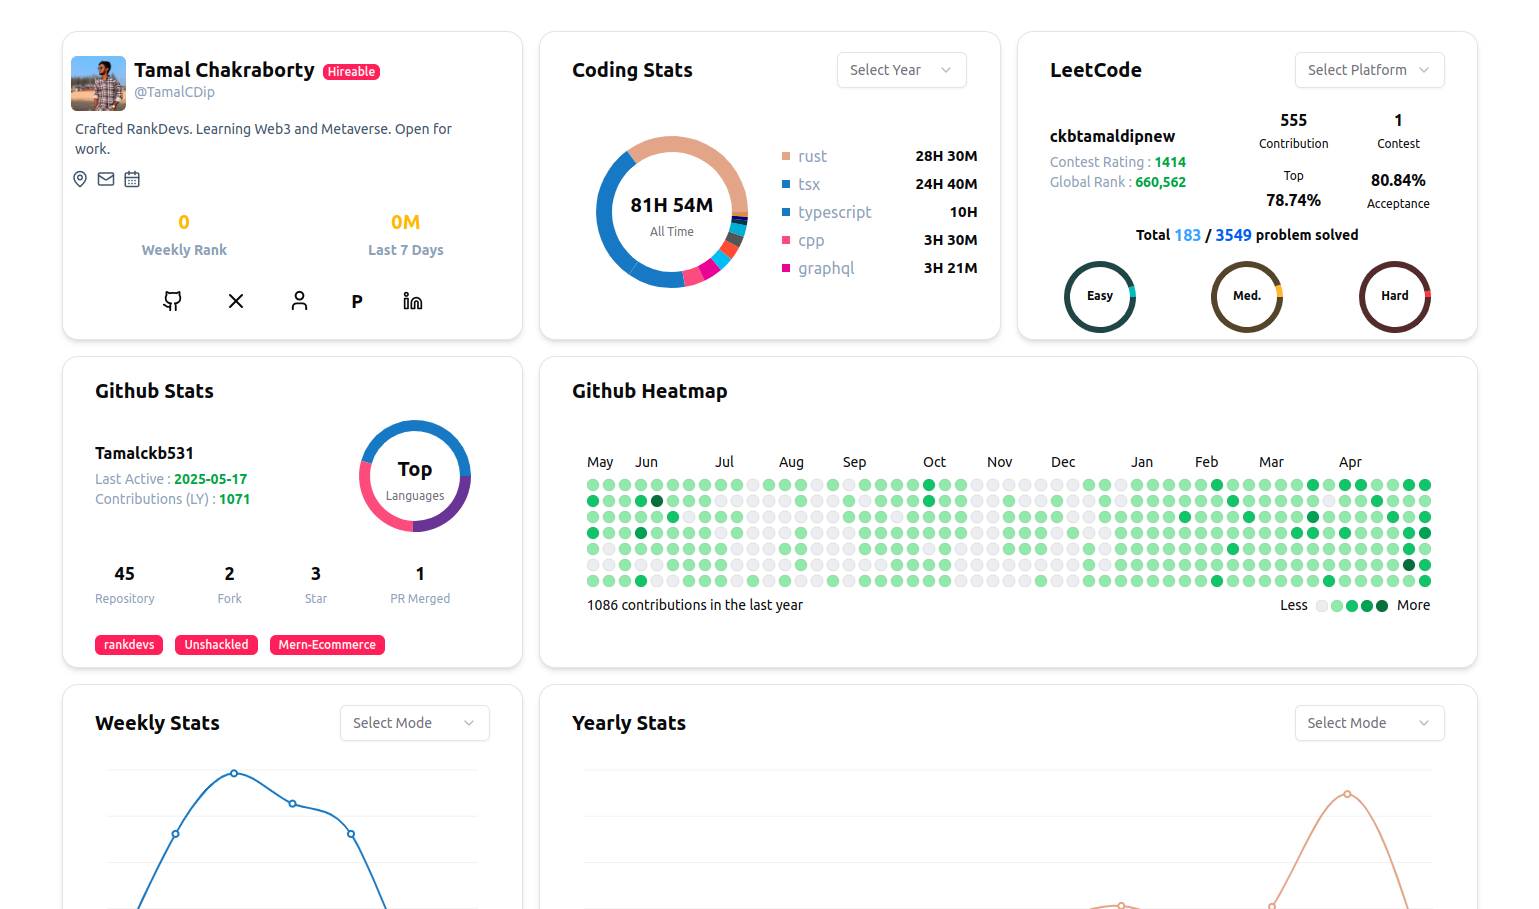 Tamal Chakraborty Hireable
@TamalCDip
Crafted RankDevs. Learning Web3 and Metaverse. Open for
work.
0
Weekly Rank
0M
Last 7 Days
P
Coding Stats
Select Year
81H 54M
All Time
rust 28H 30M
tsx 24H 40M
typescript 10H
cpp 3H 30M
graphql 3H 21M
LeetCode
Select Platform
ckbtamaldipnew
Contest Rating : 1414
Global Rank : 660,562
555
Contribution
1
Contest
Top
78.74%
80.84%
Acceptance
Total 183 / 3549 problem solved
Easy
Med.
Hard
Github Stats
Tamalckb531
Last Active : 2025-05-17
Contributions (LY) : 1071
Top
Languages
45
Repository
2
Fork
3
Star
1
PR Merged
rankdevs Unshackled Mern-Ecommerce
Github Heatmap
May Jun Jul Aug Sep Oct Nov Dec Jan Feb Mar Apr
1086 contributions in the last year
Less More
Weekly Stats
Select Mode
Yearly Stats
Select Mode